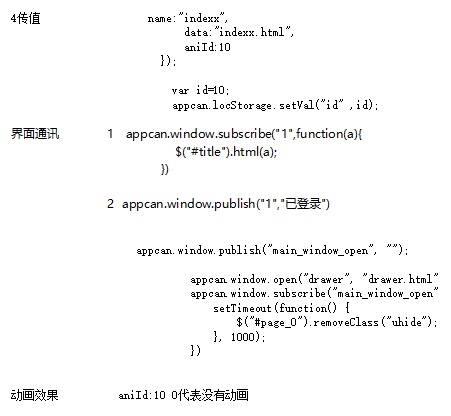 4传值 name:"indexx",
data:"indexx.html",
aniId:10
});
var id=10;
appcan.locStorage.setVal("id" ,id);
界面通讯 1 appcan.window.subscribe("1",function(a){
$("#title").html(a);
})
2 appcan.window.publish("1","已登录")
appcan.window.publish("main_window_open", "");
appcan.window.open("drawer", "drawer.html"
appcan.window.subscribe("main_window_open"
setTimeout(function() {
$("#page_0").removeClass("uhide");
}, 1000);
})
动画效果 aniId:10 0代表没有动画